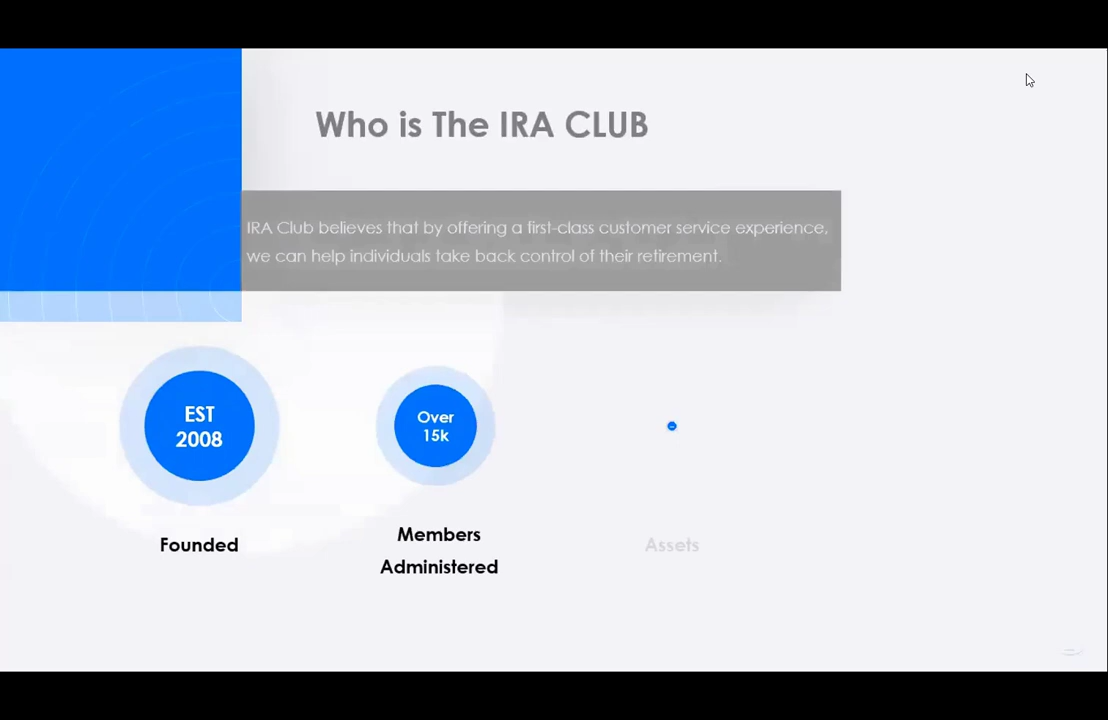 Who is The IRA CLUB
IRA Club believes that by offering a first-class customer service experience,
we can help individuals take back control of their retirement.
EST
2008
Over
15k
Founded
Members
Administered
Assets